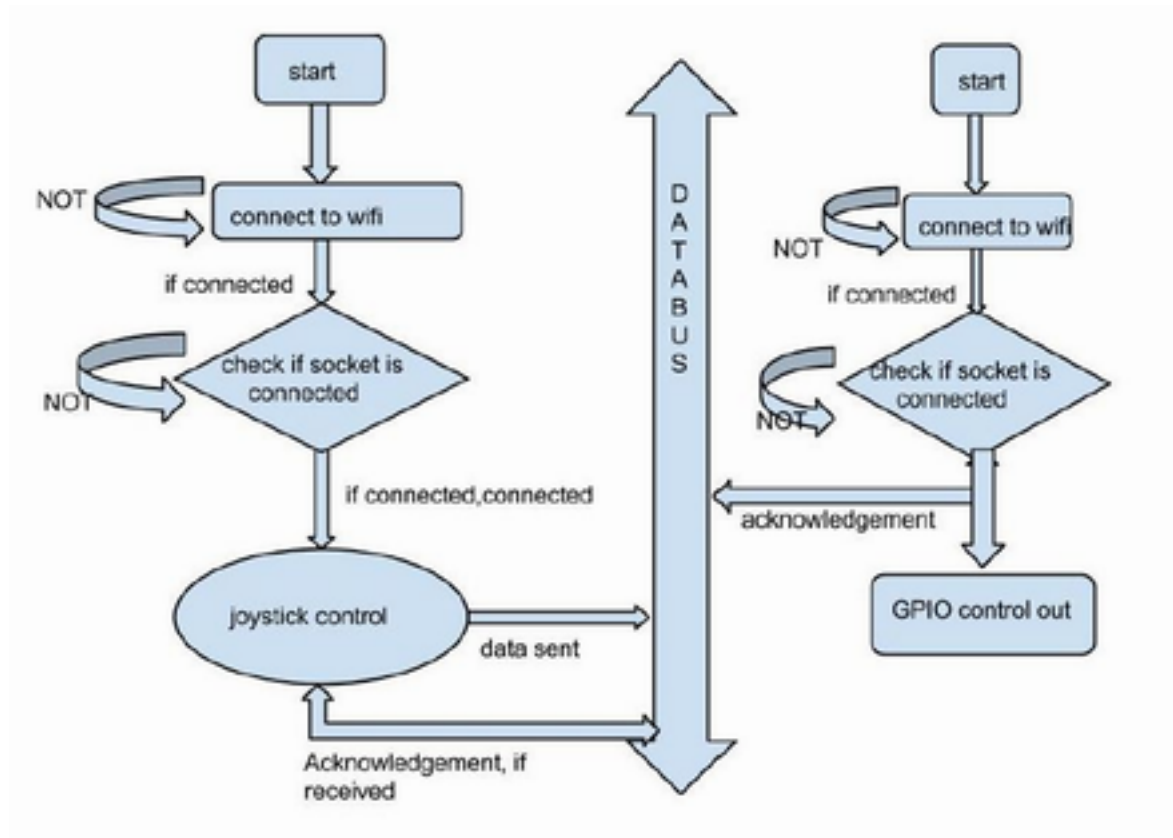 start
connect to wifi
NOT
if connected
check if socket is
connected
NOT
if connected,connected
joystick control
data sent
Acknowledgement, if
received
DATABUS
start
connect to wifi
NOT
if connected
check if socket is
connected
NOT
acknowledgement
GPIO control out